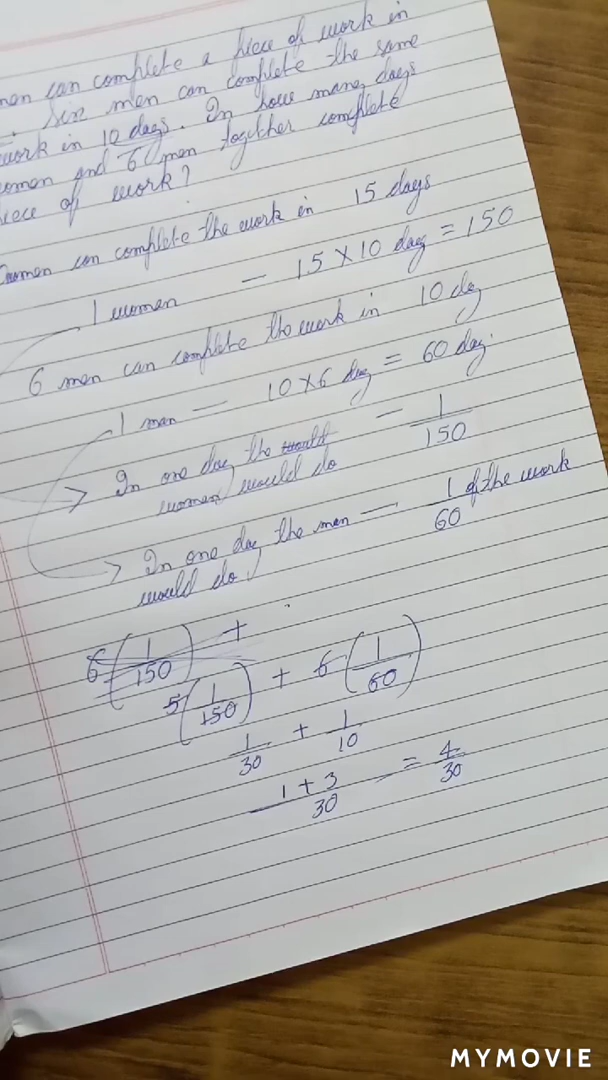 men can complete a piece of work in
Six men can complete the same
work in 10 days. In how many days
women and 6 men together complete
piece of work?
women can complete the work in 15 days
1 women — 15 × 10 day = 150
6 men can complete the work in 10 day
1 man — 10 × 6 day = 60 day.
In one day the would — 1/150
women would do
In one day the men — 1/60 of the work
would do
6(1/150) +
5(1/150) + 6(1/60)
1/30 + 1/10
1 + 3/30 = 4/30
MYMOVIE